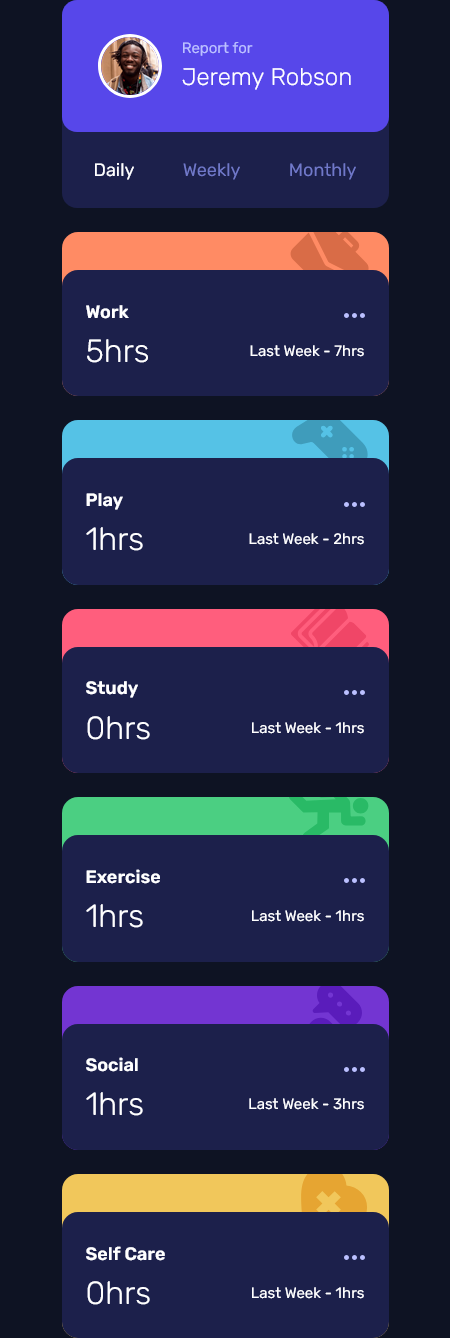 Report for
Jeremy Robson
Daily Weekly Monthly
Work
5hrs Last Week - 7hrs
Play
1hrs Last Week - 2hrs
Study
0hrs Last Week - 1hrs
Exercise
1hrs Last Week - 1hrs
Social
1hrs Last Week - 3hrs
Self Care
0hrs Last Week - 1hrs